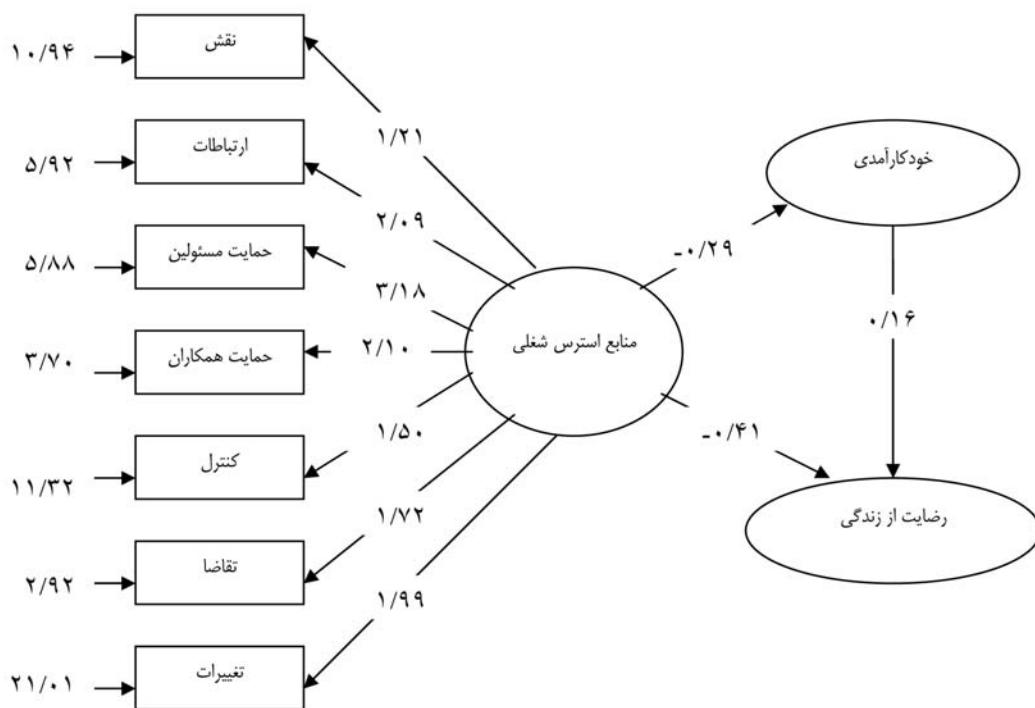 نقش
۱۰/۹۴
۱/۲۱
ارتباطات
۵/۹۲
۲/۰۹
حمایت مسئولین
۵/۸۸
۳/۱۸
حمایت همکاران
۳/۷۰
۲/۱۰
کنترل
۱۱/۳۲
۱/۵۰
تقاضا
۲/۹۲
۱/۷۲
تغییرات
۲۱/۰۱
۱/۹۹
منابع استرس شغلی
-۰/۲۹
-۰/۴۱
خودکارآمدی
۰/۱۶
رضایت از زندگی